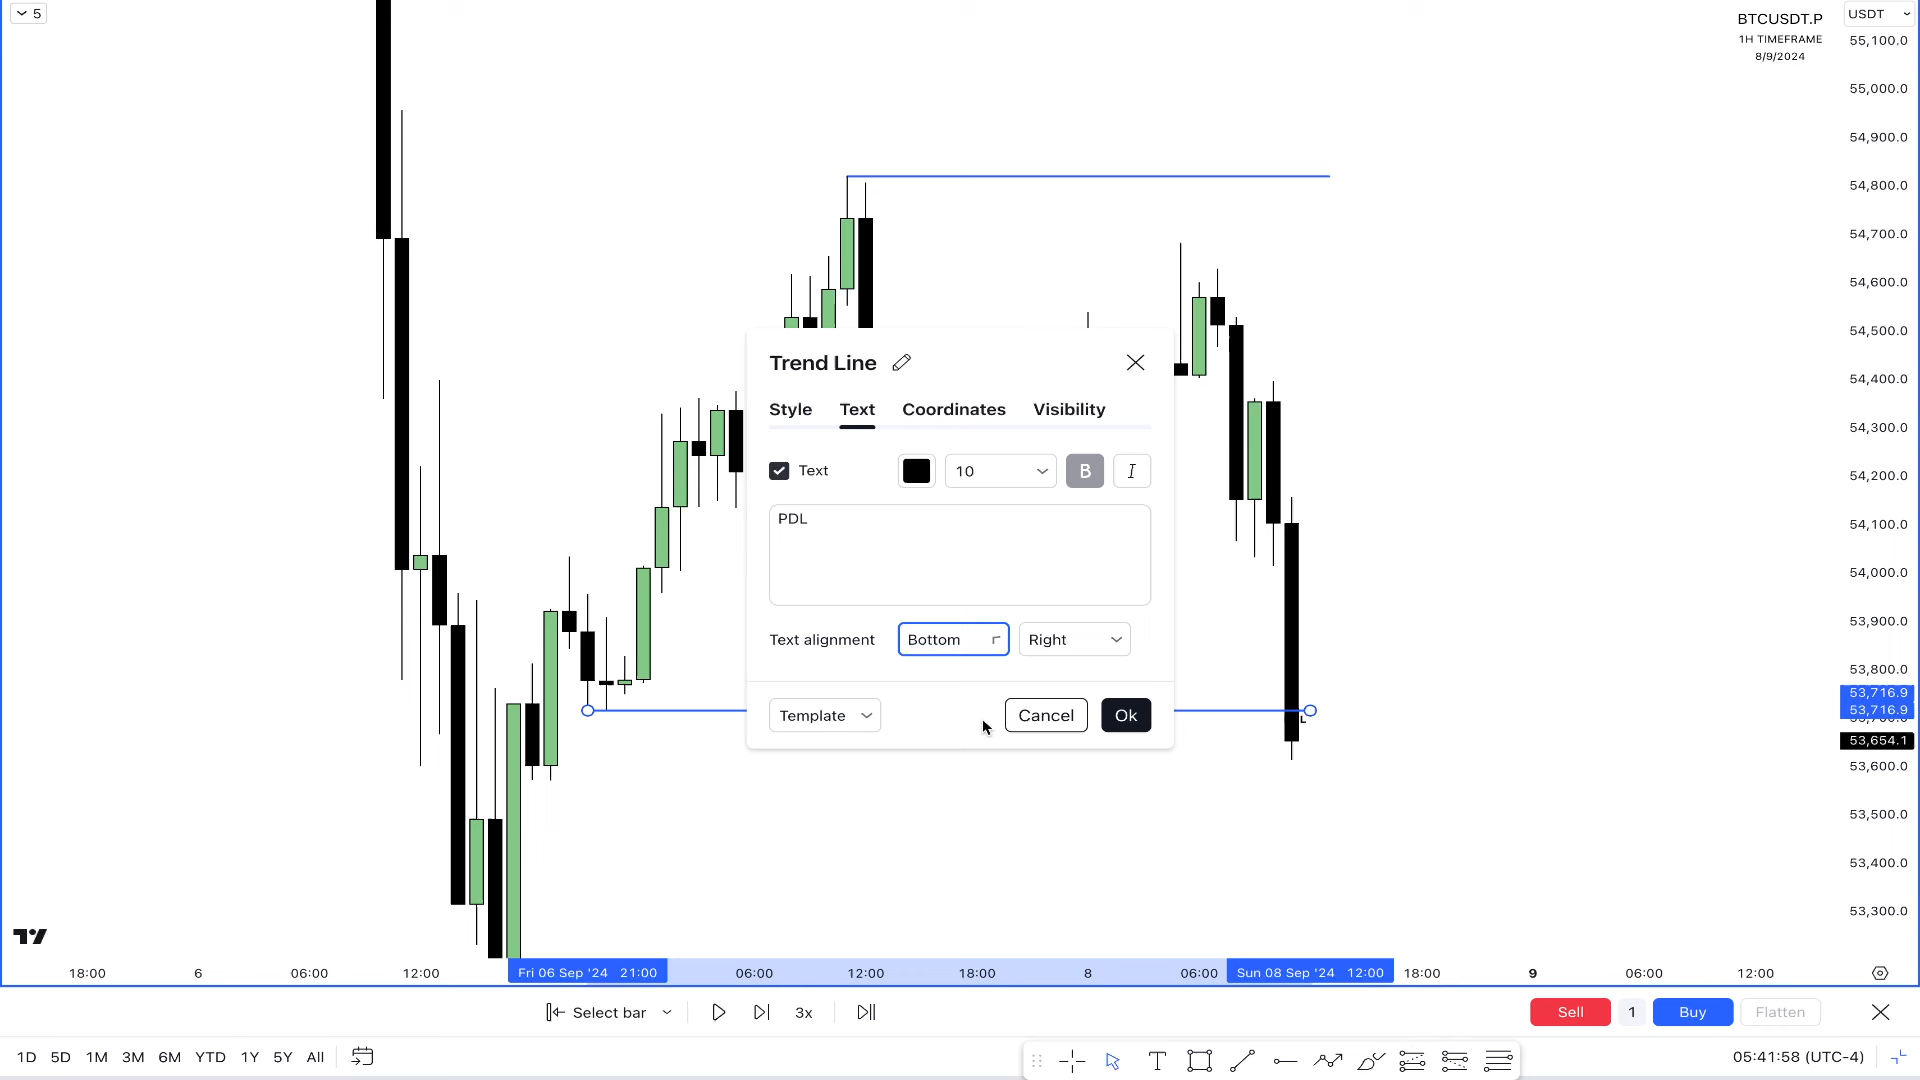 5
BTCUSDT.P
1H TIMEFRAME
8/9/2024
USDT
55,100.0
55,000.0
54,900.0
54,800.0
54,700.0
54,600.0
54,500.0
54,400.0
54,300.0
54,200.0
54,100.0
54,000.0
53,900.0
53,800.0
53,716.9
53,716.9
53,654.1
53,600.0
53,500.0
53,400.0
53,300.0
Trend Line
Style Text Coordinates Visibility
Text 10 B I
PDL
Text alignment Bottom Right
Template Cancel Ok
L
18:00 6 06:00 12:00 Fri 06 Sep '24 21:00 06:00 12:00 18:00 8 06:00 Sun 08 Sep '24 12:00 18:00 9 06:00 12:00
Select bar 3x Sell 1 Buy Flatten
1D 5D 1M 3M 6M YTD 1Y 5Y All T 05:41:58 (UTC-4)